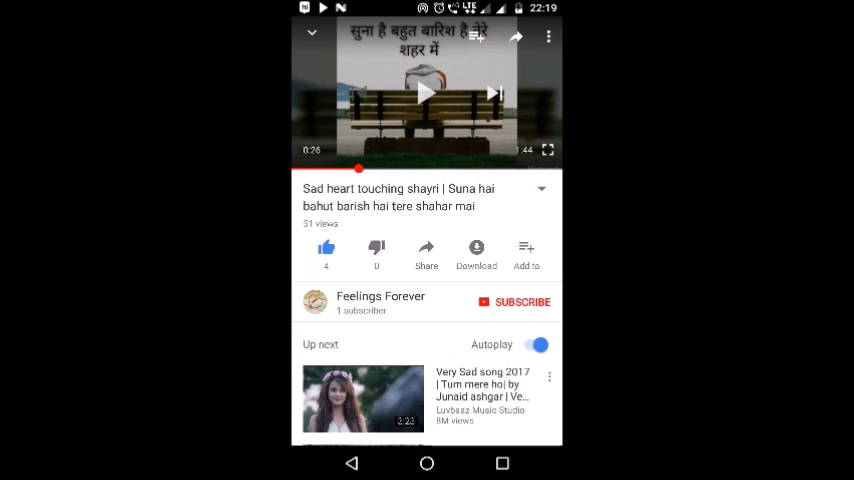 LTE 22:19
सुना है बहुत बारिश है तेरे
शहर में
0:26
1:44
Sad heart touching shayri | Suna hai
bahut barish hai tere shahar mai
51 views
4
0
Share
Download
Add to
Feelings Forever
1 subscriber
SUBSCRIBE
Up next
Autoplay
Very Sad song 2017
| Tum mere ho| by
Junaid ashgar | Ve...
Luvbaaz Music Studio
8M views
3:23